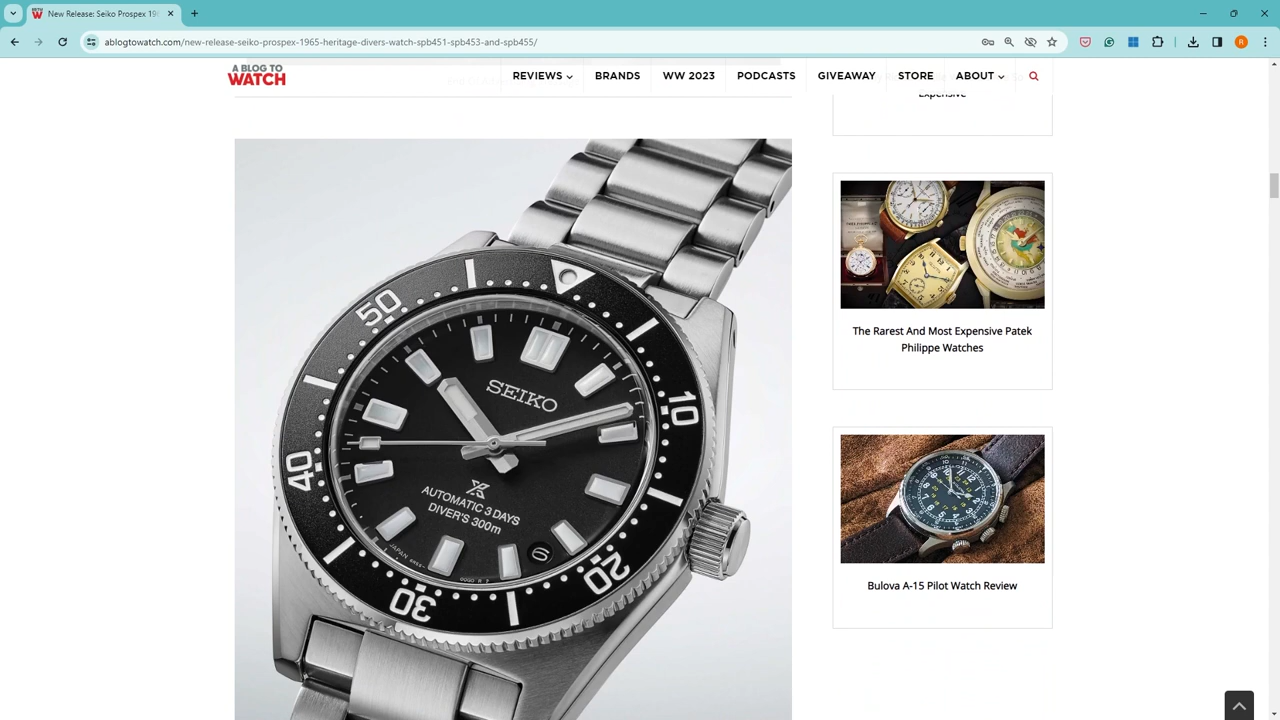 New Release: Seiko Prospex 196
ablogtowatch.com/new-release-seiko-prospex-1965-heritage-divers-watch-spb451-spb453-and-spb455/
R
A BLOG TO
WATCH
REVIEWS
BRANDS
WW 2023
PODCASTS
GIVEAWAY
STORE
ABOUT
Expensive
50
10
40
20
30
SEIKO
AUTOMATIC 3 DAYS
DIVER'S 300m
6
JAPAN
The Rarest And Most Expensive Patek
Philippe Watches
Bulova A-15 Pilot Watch Review